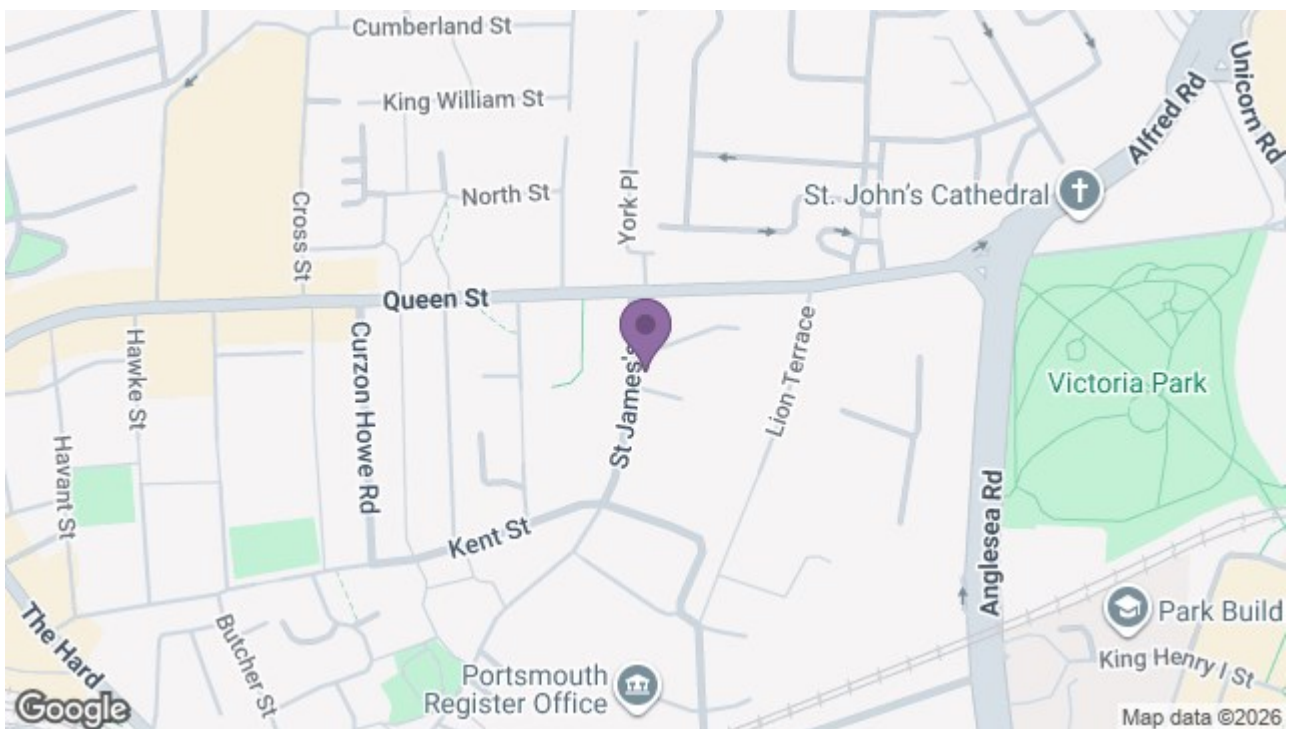 Cumberland St
King William St
North St
York Pl
Cross St
St. John's Cathedral
Alfred Rd
Unicorn Rd
Queen St
Hawke St
Curzon Howe Rd
St James's
Lion Terrace
Victoria Park
Havant St
Kent St
Anglesea Rd
The Hard
Butcher St
Portsmouth
Register Office
Park Build
King Henry I St
Google
Map data ©2026